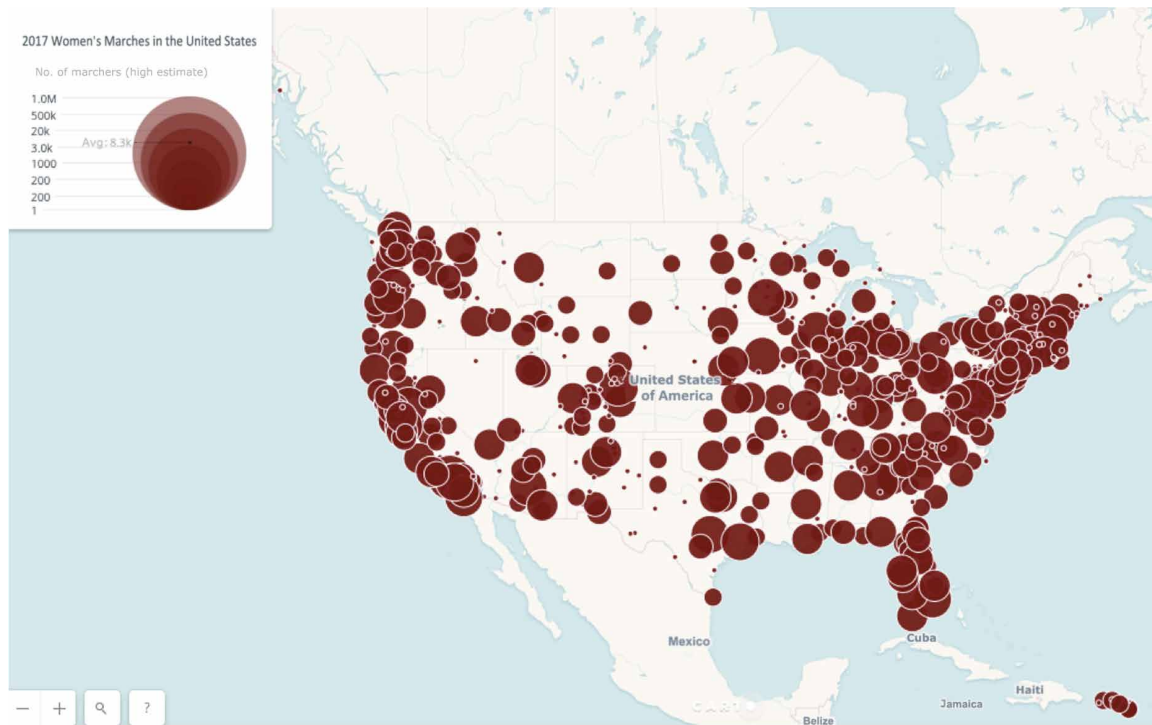 2017 Women's Marches in the United States
No. of marchers (high estimate)
1.0M
500k
20k
Avg: 8.3k
3.0k
1000
200
200
1
United States
of America
Mexico
Cuba
Haiti
Jamaica
Belize
CARTO
− + ?